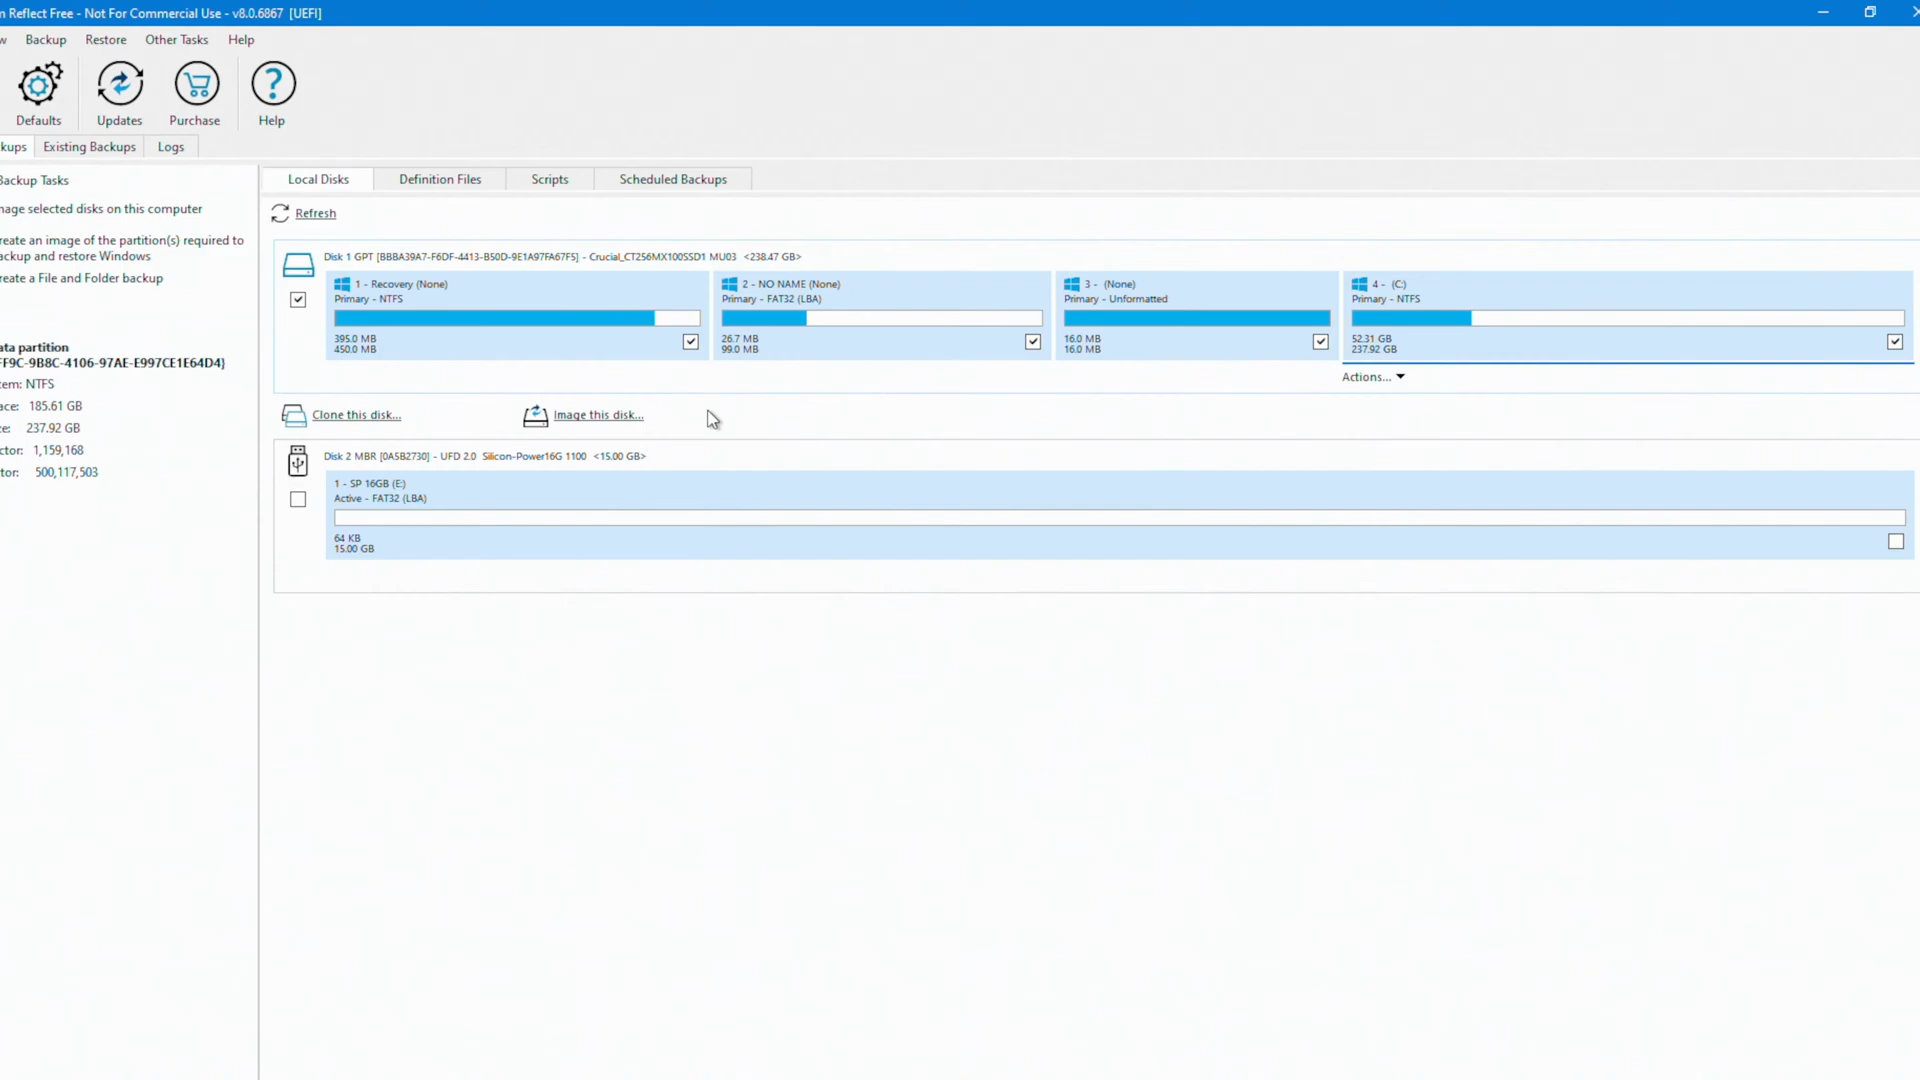 m Reflect Free - Not For Commercial Use - v8.0.6867 [UEFI]
w Backup Restore Other Tasks Help
Defaults Updates Purchase Help
kups Existing Backups Logs
Backup Tasks
mage selected disks on this computer
reate an image of the partition(s) required to
ackup and restore Windows
reate a File and Folder backup
ata partition
FF9C-9B8C-4106-97AE-E997CE1E64D4}
tem: NTFS
ace: 185.61 GB
ze: 237.92 GB
ctor: 1,159,168
tor: 500,117,503
Local Disks Definition Files Scripts Scheduled Backups
Refresh
Disk 1 GPT [BBBA39A7-F6DF-4413-B50D-9E1A97FA67F5] - Crucial_CT256MX100SSD1 MU03 <238.47 GB>
1 - Recovery (None)
Primary - NTFS
395.0 MB
450.0 MB
2 - NO NAME (None)
Primary - FAT32 (LBA)
26.7 MB
99.0 MB
3 - (None)
Primary - Unformatted
16.0 MB
16.0 MB
4 - (C:)
Primary - NTFS
52.31 GB
237.92 GB
Actions...
Clone this disk... Image this disk...
Disk 2 MBR [0A5B2730] - UFD 2.0 Silicon-Power16G 1100 <15.00 GB>
1 - SP 16GB (E:)
Active - FAT32 (LBA)
64 KB
15.00 GB